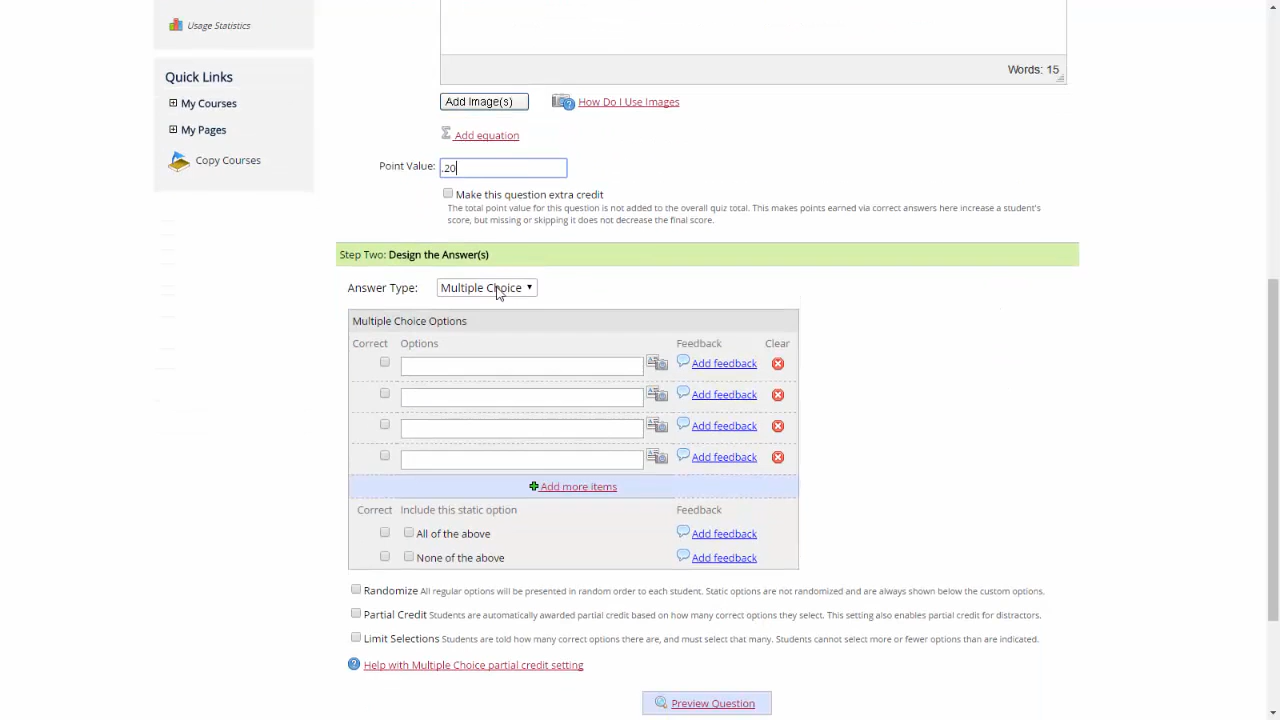 Usage Statistics
Quick Links
My Courses
My Pages
Copy Courses
Words: 15
Add Image(s)
How Do I Use Images
Add equation
Point Value: .20
Make this question extra credit
The total point value for this question is not added to the overall quiz total. This makes points earned via correct answers here increase a student's
score, but missing or skipping it does not decrease the final score.
Step Two: Design the Answer(s)
Answer Type: Multiple Choice
Multiple Choice Options
Correct Options Feedback Clear
Add feedback
Add feedback
Add feedback
Add feedback
Add more items
Correct Include this static option Feedback
All of the above Add feedback
None of the above Add feedback
Randomize All regular options will be presented in random order to each student. Static options are not randomized and are always shown below the custom options.
Partial Credit Students are automatically awarded partial credit based on how many correct options they select. This setting also enables partial credit for distractors.
Limit Selections Students are told how many correct options there are, and must select that many. Students cannot select more or fewer options than are indicated.
Help with Multiple Choice partial credit setting
Preview Question